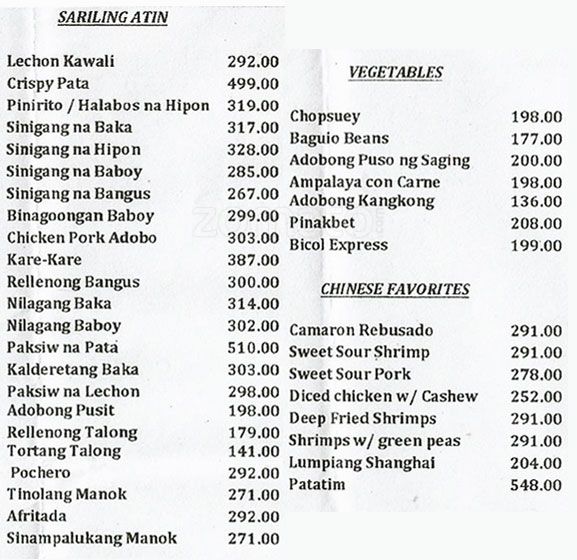 SARILING ATIN
Lechon Kawali 292.00
Crispy Pata 499.00
Pinirito / Halabos na Hipon 319.00
Sinigang na Baka 317.00
Sinigang na Hipon 328.00
Sinigang na Baboy 285.00
Sinigang na Bangus 267.00
Binagoongan Baboy 299.00
Chicken Pork Adobo 303.00
Kare-Kare 387.00
Rellenong Bangus 300.00
Nilagang Baka 314.00
Nilagang Baboy 302.00
Paksiw na Pata 510.00
Kalderetang Baka 303.00
Paksiw na Lechon 298.00
Adobong Pusit 198.00
Rellenong Talong 179.00
Tortang Talong 141.00
Pochero 292.00
Tinolang Manok 271.00
Afritada 292.00
Sinampalukang Manok 271.00
VEGETABLES
Chopsuey 198.00
Baguio Beans 177.00
Adobong Puso ng Saging 200.00
Ampalaya con Carne 198.00
Adobong Kangkong 136.00
Pinakbet 208.00
Bicol Express 199.00
CHINESE FAVORITES
Camaron Rebusado 291.00
Sweet Sour Shrimp 291.00
Sweet Sour Pork 278.00
Diced chicken w/ Cashew 252.00
Deep Fried Shrimps 291.00
Shrimps w/ green peas 291.00
Lumpiang Shanghai 204.00
Patatim 548.00